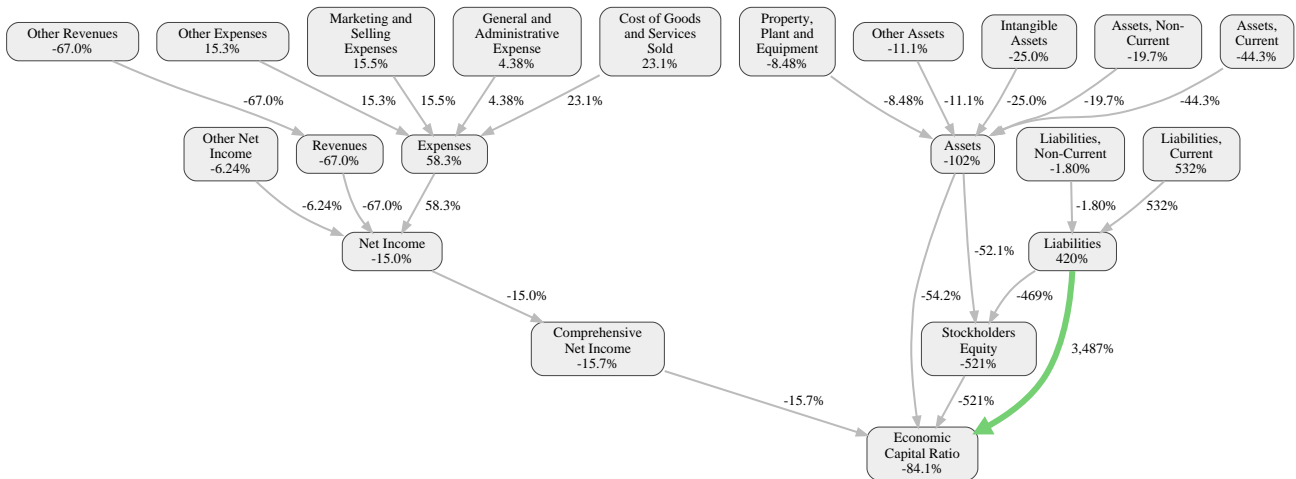 Other Revenues
-67.0%
Other Expenses
15.3%
Marketing and
Selling
Expenses
15.5%
General and
Administrative
Expense
4.38%
Cost of Goods
and Services
Sold
23.1%
Property,
Plant and
Equipment
-8.48%
Other Assets
-11.1%
Intangible
Assets
-25.0%
Assets, Non-
Current
-19.7%
Assets,
Current
-44.3%
-67.0%
15.3%
15.5%
4.38%
23.1%
-8.48%
-11.1%
-25.0%
-19.7%
-44.3%
Other Net
Income
-6.24%
Revenues
-67.0%
Expenses
58.3%
Assets
-102%
Liabilities,
Non-Current
-1.80%
Liabilities,
Current
532%
-6.24%
-67.0%
58.3%
-1.80%
532%
Net Income
-15.0%
-52.1%
Liabilities
420%
-15.0%
-54.2%
-469%
Comprehensive
Net Income
-15.7%
Stockholders
Equity
-521%
3,487%
-15.7%
-521%
Economic
Capital Ratio
-84.1%